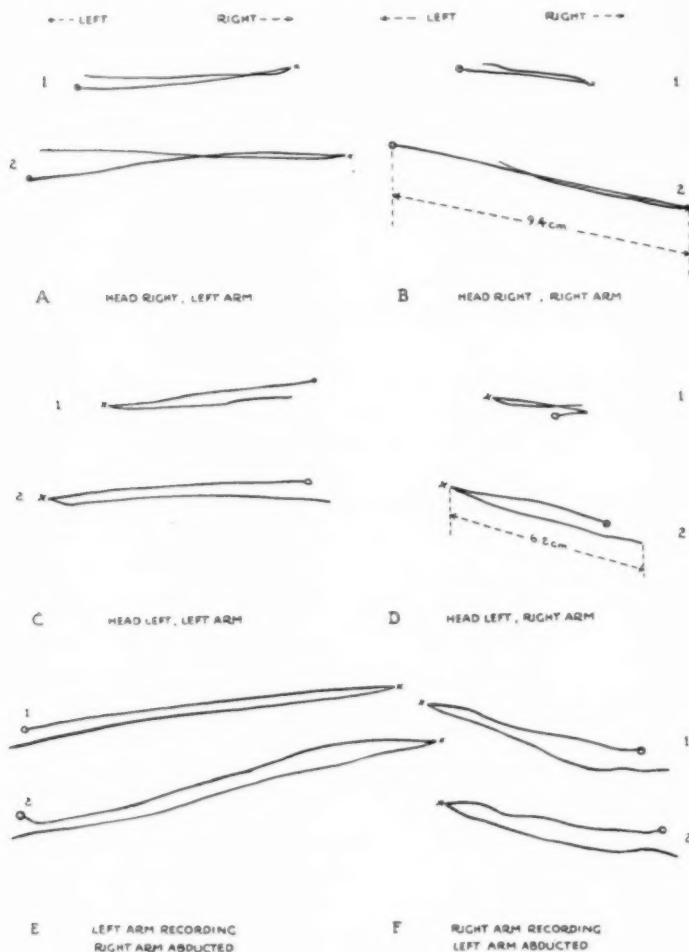 ←--- LEFT RIGHT ---→ ←--- LEFT RIGHT ---→
1 1
2 2
9.4 cm
A HEAD RIGHT, LEFT ARM B HEAD RIGHT, RIGHT ARM
1 1
2 2
6.2 cm
C HEAD LEFT, LEFT ARM D HEAD LEFT, RIGHT ARM
1 1
2 2
E LEFT ARM RECORDING F RIGHT ARM RECORDING
RIGHT ARM ABDUCTED LEFT ARM ABDUCTED